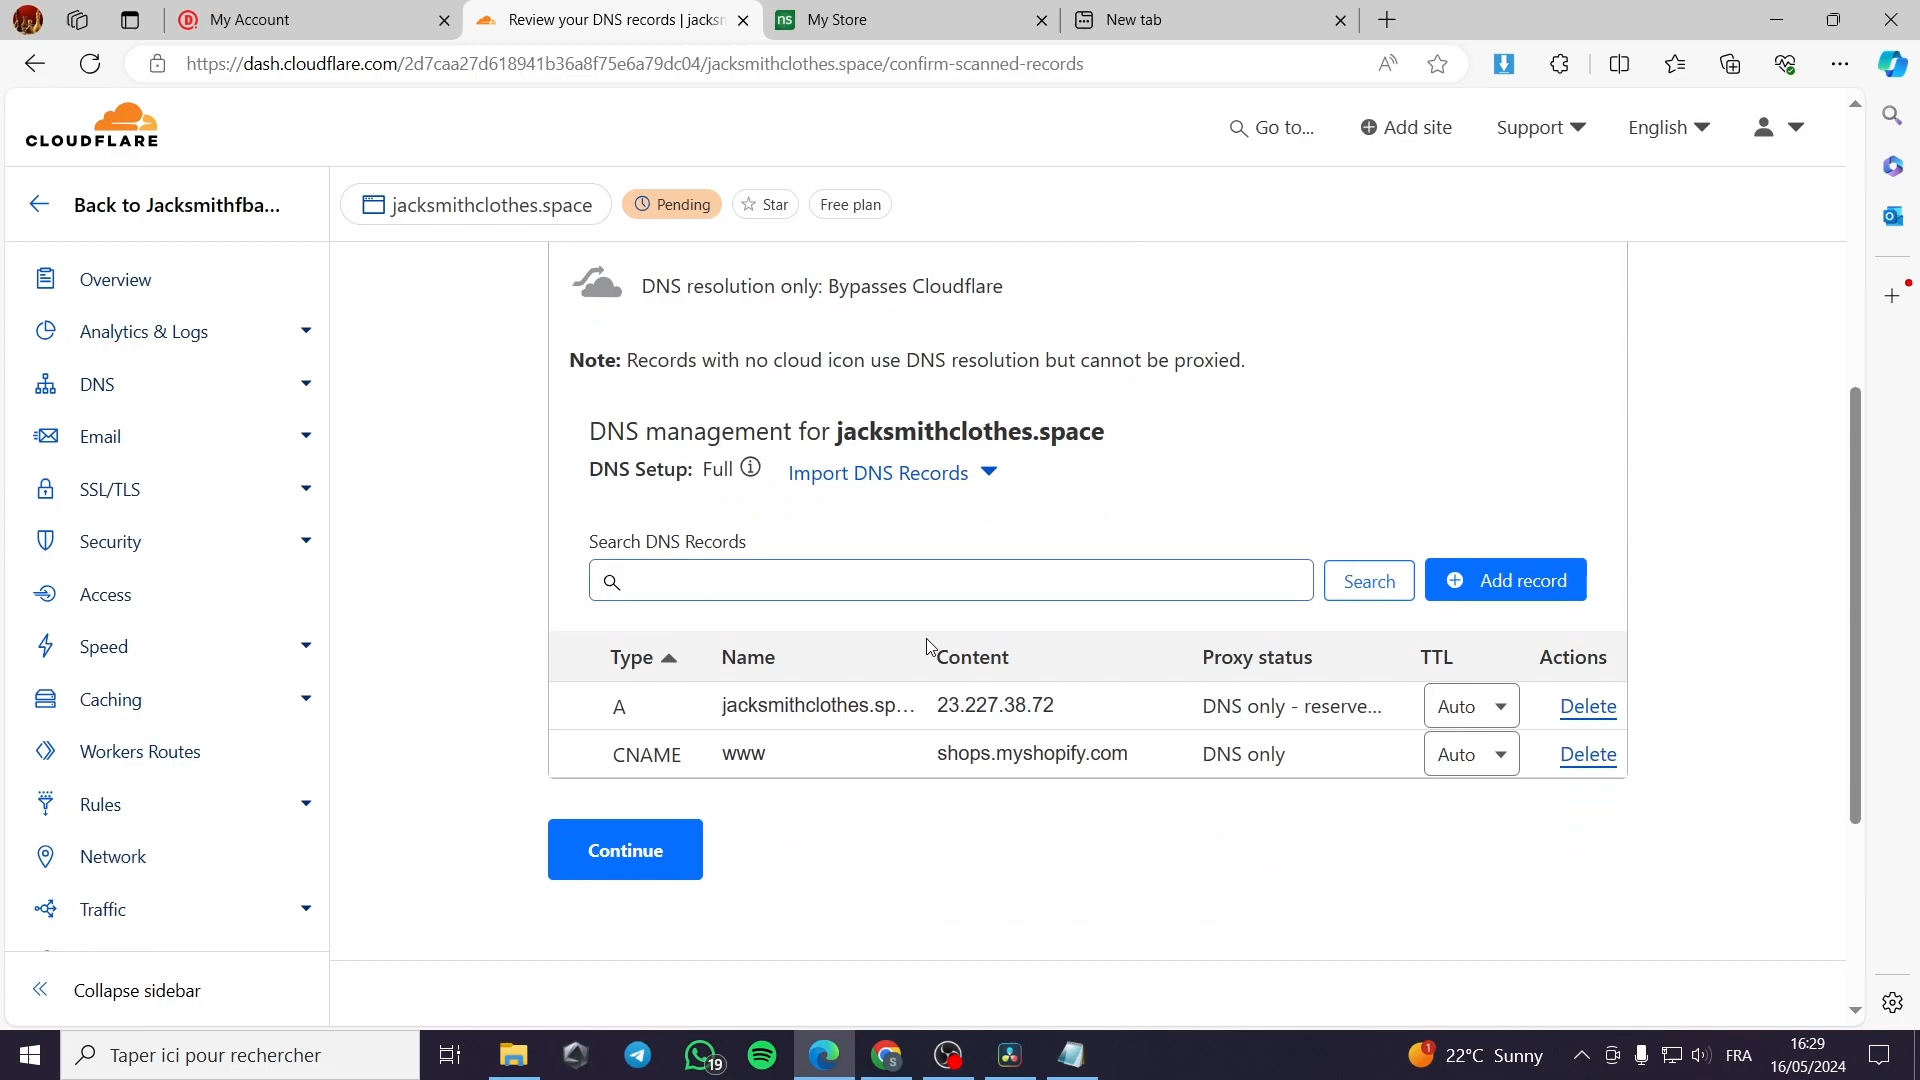 My Account
Review your DNS records | jacksm
My Store
New tab
https://dash.cloudflare.com/2d7caa27d618941b36a8f75e6a79dc04/jacksmithclothes.space/confirm-scanned-records
CLOUDFLARE
Go to...
Add site
Support
English
Back to Jacksmithfba...
jacksmithclothes.space
Pending
Star
Free plan
Overview
Analytics & Logs
DNS
Email
SSL/TLS
Security
Access
Speed
Caching
Workers Routes
Rules
Network
Traffic
Collapse sidebar
DNS resolution only: Bypasses Cloudflare
Note: Records with no cloud icon use DNS resolution but cannot be proxied.
DNS management for jacksmithclothes.space
DNS Setup: Full
Import DNS Records
Search DNS Records
Search
Add record
Type Name Content Proxy status TTL Actions
A jacksmithclothes.sp... 23.227.38.72 DNS only - reserve... Auto Delete
CNAME www shops.myshopify.com DNS only Auto Delete
Continue
Taper ici pour rechercher
19
1
22°C Sunny
FRA
16:29
16/05/2024